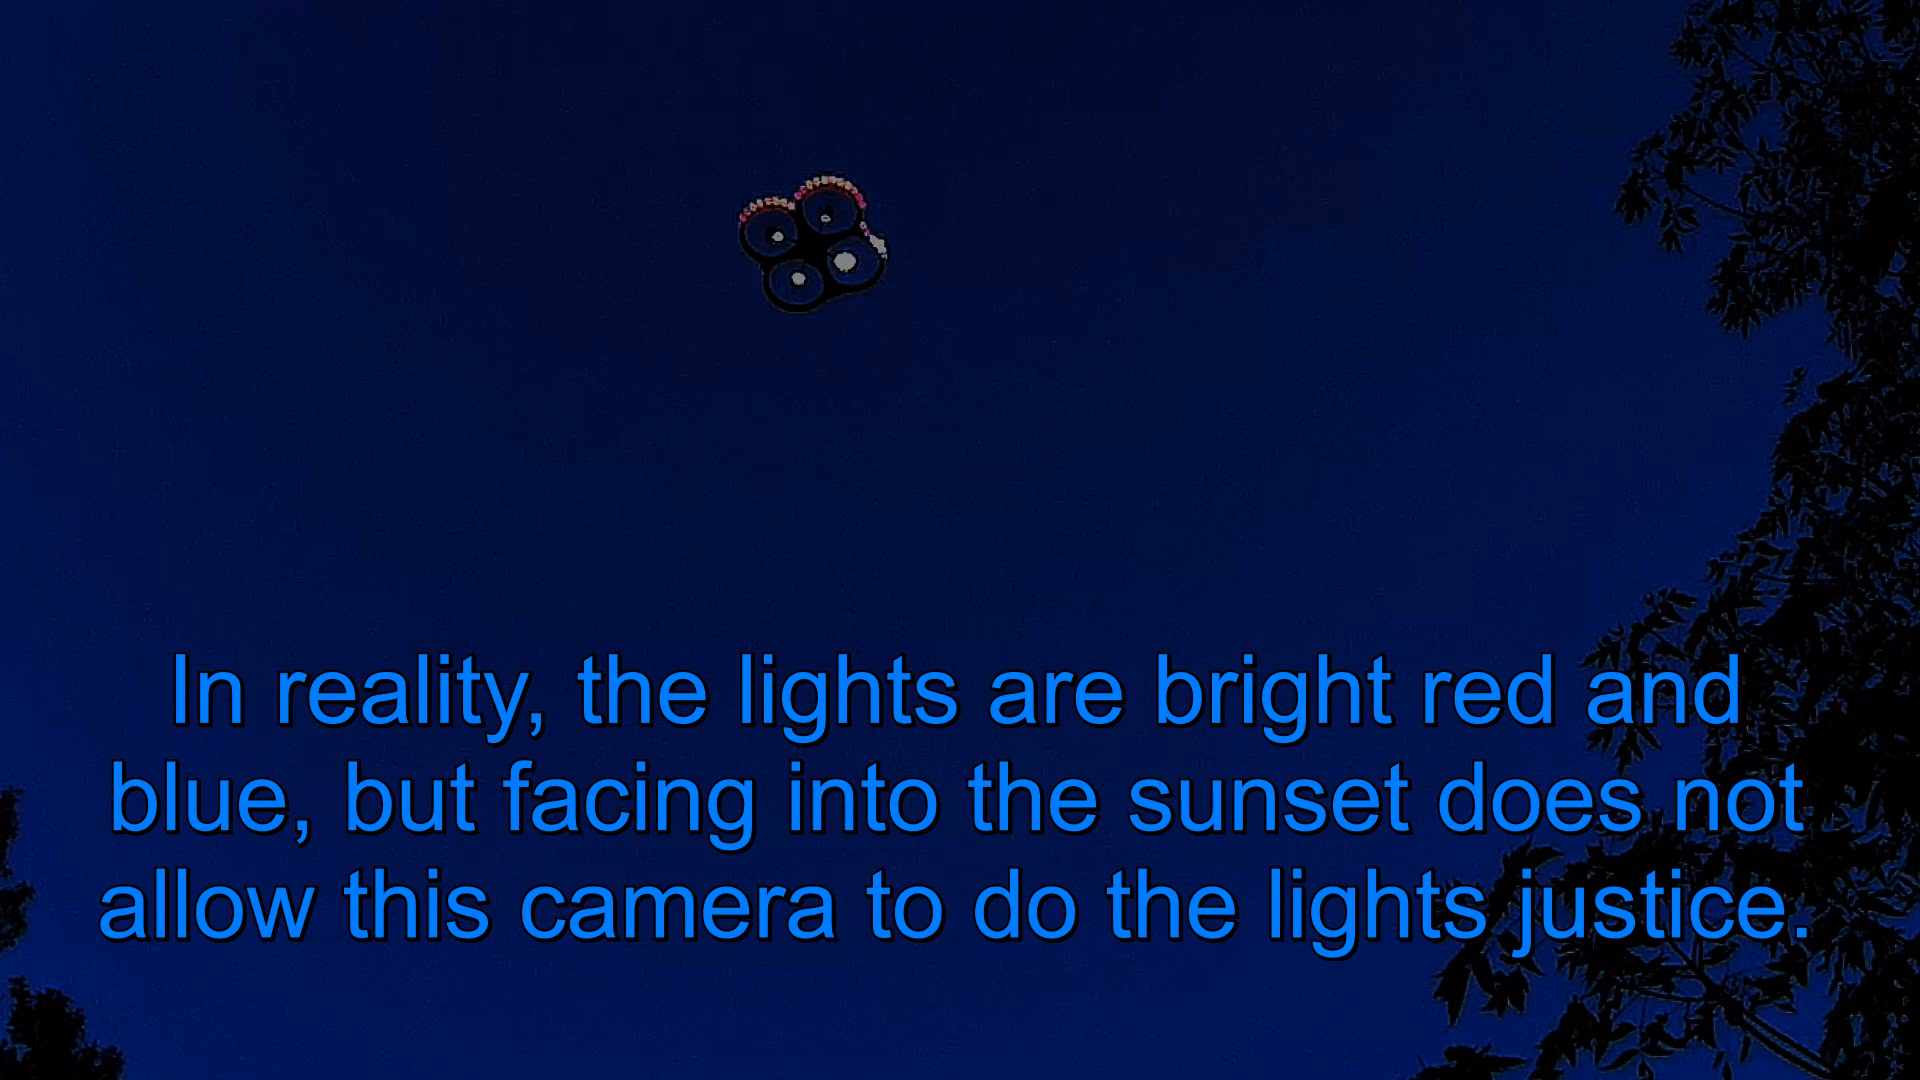 In reality, the lights are bright red and
blue, but facing into the sunset does not
allow this camera to do the lights justice.